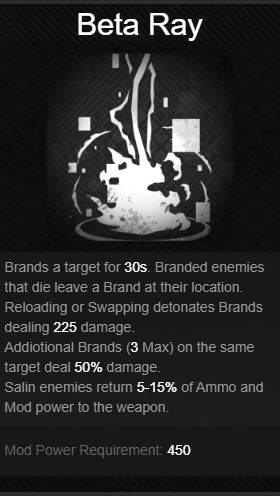 Beta Ray
Brands a target for 30s. Branded enemies
that die leave a Brand at their location.
Reloading or Swapping detonates Brands
dealing 225 damage.
Addiotional Brands (3 Max) on the same
target deal 50% damage.
Salin enemies return 5-15% of Ammo and
Mod power to the weapon.
Mod Power Requirement: 450